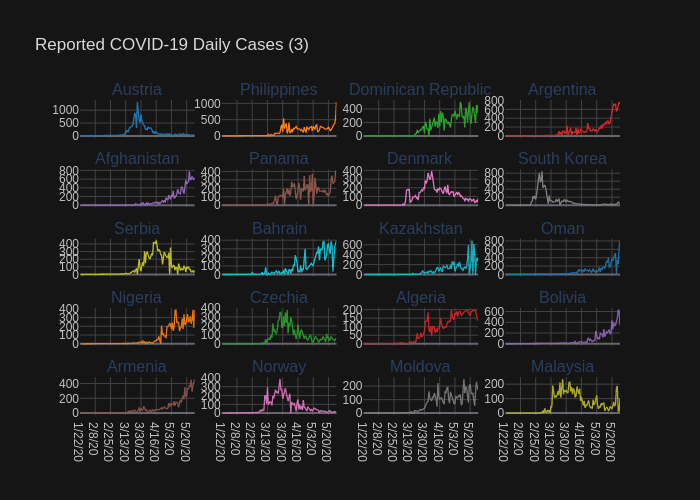 Reported COVID-19 Daily Cases (3)
Austria Philippines Dominican Republic Argentina
1000 500 0
1000 500 0
400 200 0
800 600 400 200 0
Afghanistan Panama Denmark South Korea
800 600 400 200 0
400 300 200 100 0
400 200 0
800 600 400 200 0
Serbia Bahrain Kazakhstan Oman
400 300 200 100 0
400 300 200 100 0
600 400 200 0
800 600 400 200 0
Nigeria Czechia Algeria Bolivia
400 300 200 100 0
400 300 200 100 0
200 150 100 50 0
600 400 200 0
Armenia Norway Moldova Malaysia
400 200 0
400 300 200 100 0
200 100 0
200 100 0
1/22/20 2/8/20 2/25/20 3/13/20 3/30/20 4/16/20 5/3/20 5/20/20
1/22/20 2/8/20 2/25/20 3/13/20 3/30/20 4/16/20 5/3/20 5/20/20
1/22/20 2/8/20 2/25/20 3/13/20 3/30/20 4/16/20 5/3/20 5/20/20
1/22/20 2/8/20 2/25/20 3/13/20 3/30/20 4/16/20 5/3/20 5/20/20